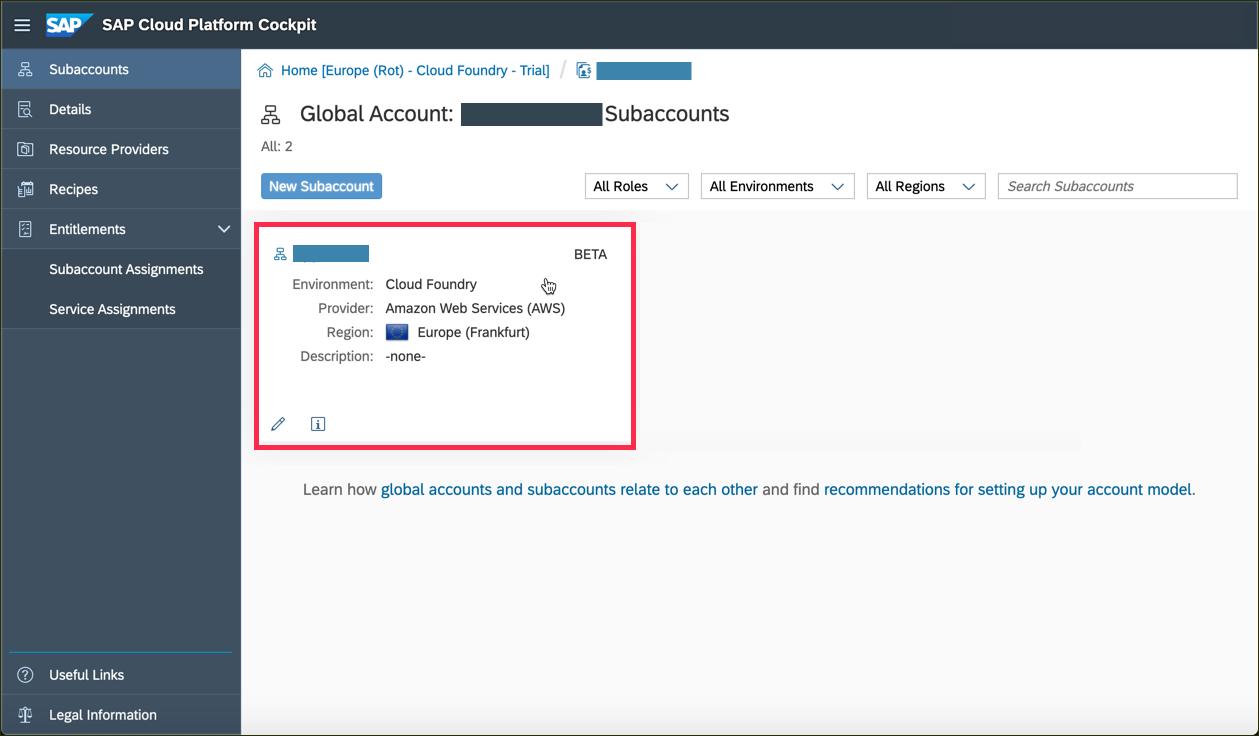 SAP SAP Cloud Platform Cockpit
Subaccounts
Details
Resource Providers
Recipes
Entitlements
Subaccount Assignments
Service Assignments
Useful Links
Legal Information
Home [Europe (Rot) - Cloud Foundry - Trial] /
Global Account: Subaccounts
All: 2
New Subaccount All Roles All Environments All Regions Search Subaccounts
BETA
Environment: Cloud Foundry
Provider: Amazon Web Services (AWS)
Region: Europe (Frankfurt)
Description: -none-
Learn how global accounts and subaccounts relate to each other and find recommendations for setting up your account model.